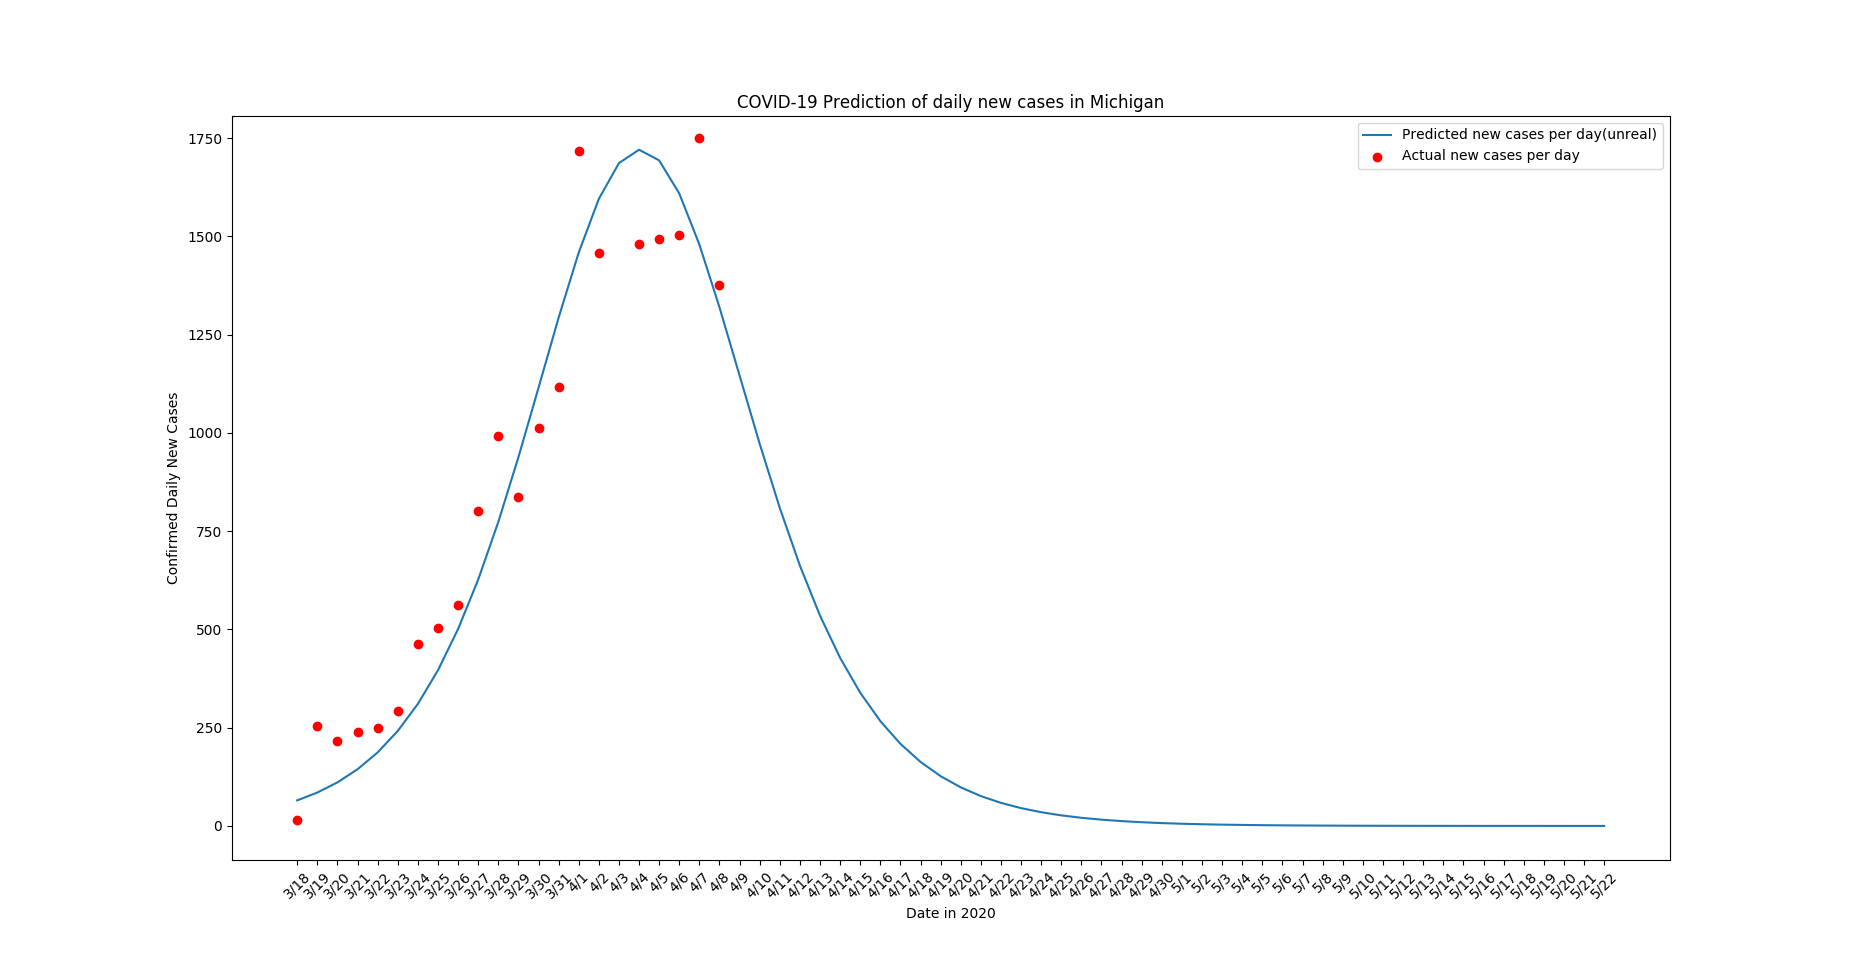 COVID-19 Prediction of daily new cases in Michigan
Predicted new cases per day(unreal)
Actual new cases per day
1750
1500
1250
1000
750
500
250
0
Confirmed Daily New Cases
3/18 3/19 3/20 3/21 3/22 3/23 3/24 3/25 3/26 3/27 3/28 3/29 3/30 3/31 4/1 4/2 4/3 4/4 4/5 4/6 4/7 4/8 4/9 4/10 4/11 4/12 4/13 4/14 4/15 4/16 4/17 4/18 4/19 4/20 4/21 4/22 4/23 4/24 4/25 4/26 4/27 4/28 4/29 4/30 5/1 5/2 5/3 5/4 5/5 5/6 5/7 5/8 5/9 5/10 5/11 5/12 5/13 5/14 5/15 5/16 5/17 5/18 5/19 5/20 5/21 5/22
Date in 2020